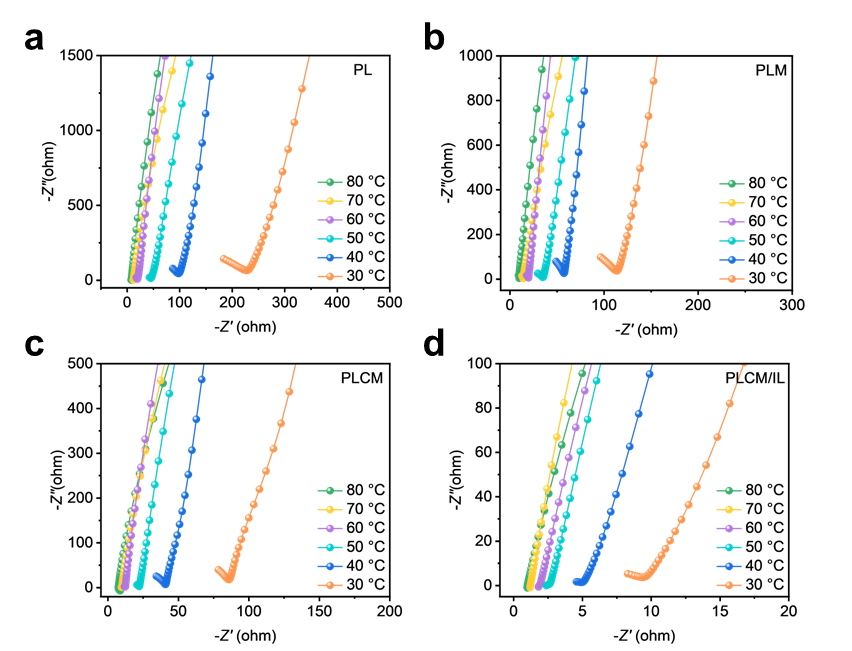 a
PL
1500
1000
500
0
-Z″(ohm)
80 °C
70 °C
60 °C
50 °C
40 °C
30 °C
0 100 200 300 400 500
-Z′ (ohm)
b
PLM
1000
800
600
400
200
0
-Z″(ohm)
80 °C
70 °C
60 °C
50 °C
40 °C
30 °C
0 100 200 300
-Z′ (ohm)
c
PLCM
500
400
300
200
100
0
-Z″(ohm)
80 °C
70 °C
60 °C
50 °C
40 °C
30 °C
0 50 100 150 200
-Z′ (ohm)
d
PLCM/IL
100
80
60
40
20
0
-Z″(ohm)
80 °C
70 °C
60 °C
50 °C
40 °C
30 °C
0 5 10 15 20
-Z′ (ohm)